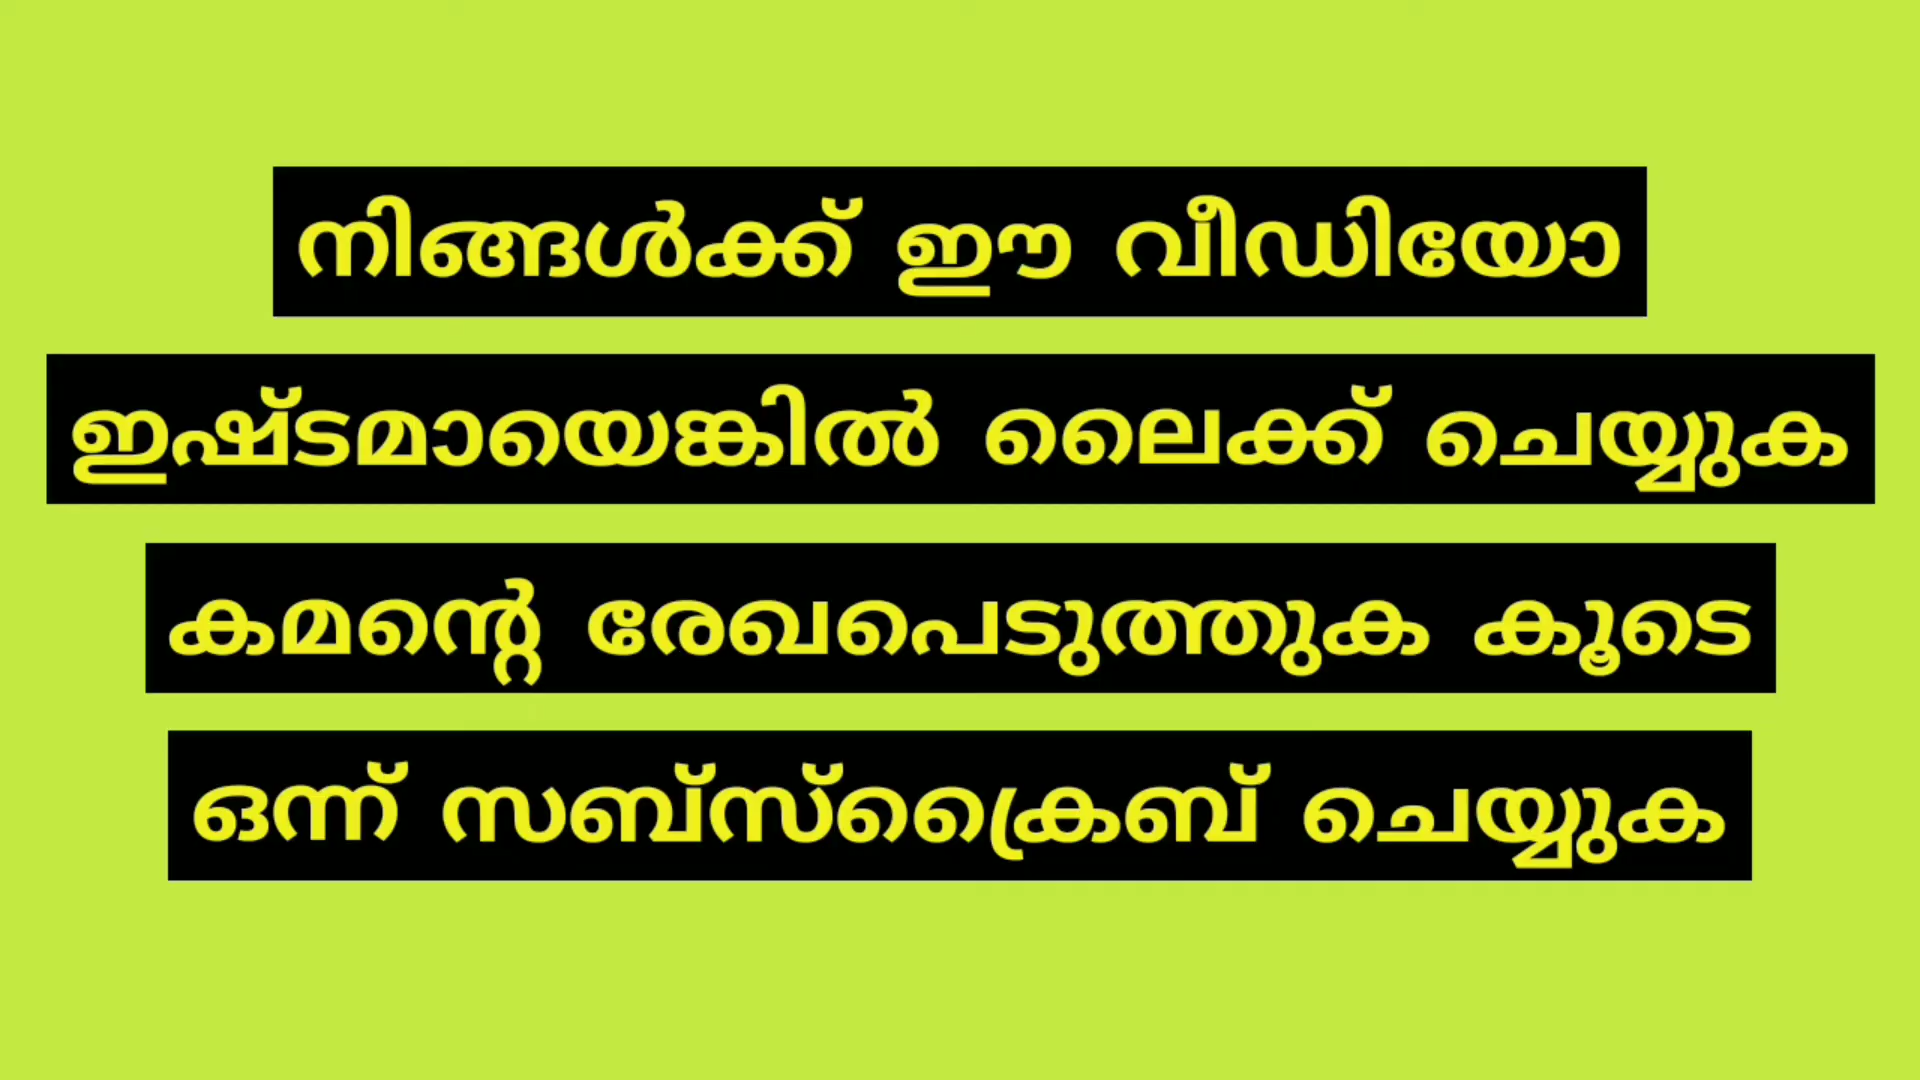 നിങ്ങൾക്ക് ഈ വീഡിയോ
ഇഷ്ടമായെങ്കിൽ ലൈക്ക് ചെയ്യുക
കമന്റെ രേഖപെടുത്തുക കൂടെ
ഒന്ന് സബ്സ്ക്രൈബ് ചെയ്യുക